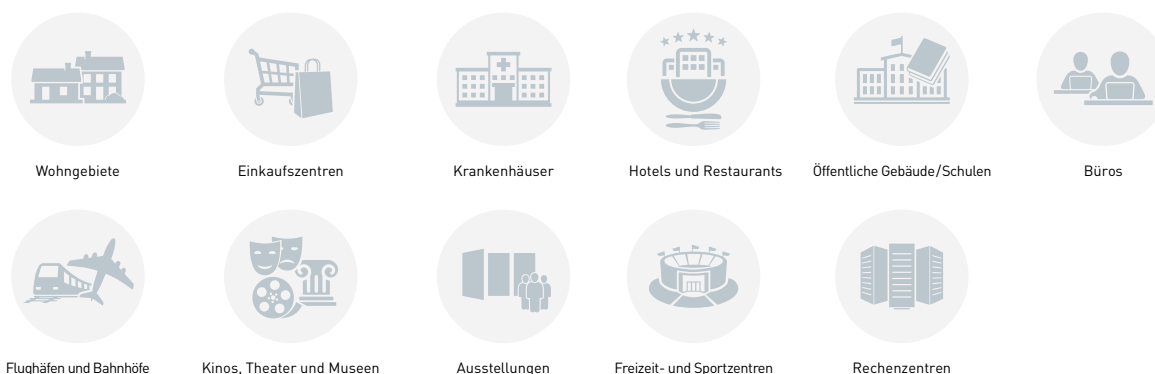 Wohngebiete
Einkaufszentren
Krankenhäuser
Hotels und Restaurants
Öffentliche Gebäude/Schulen
Büros
Flughäfen und Bahnhöfe
Kinos, Theater und Museen
Ausstellungen
Freizeit- und Sportzentren
Rechenzentren